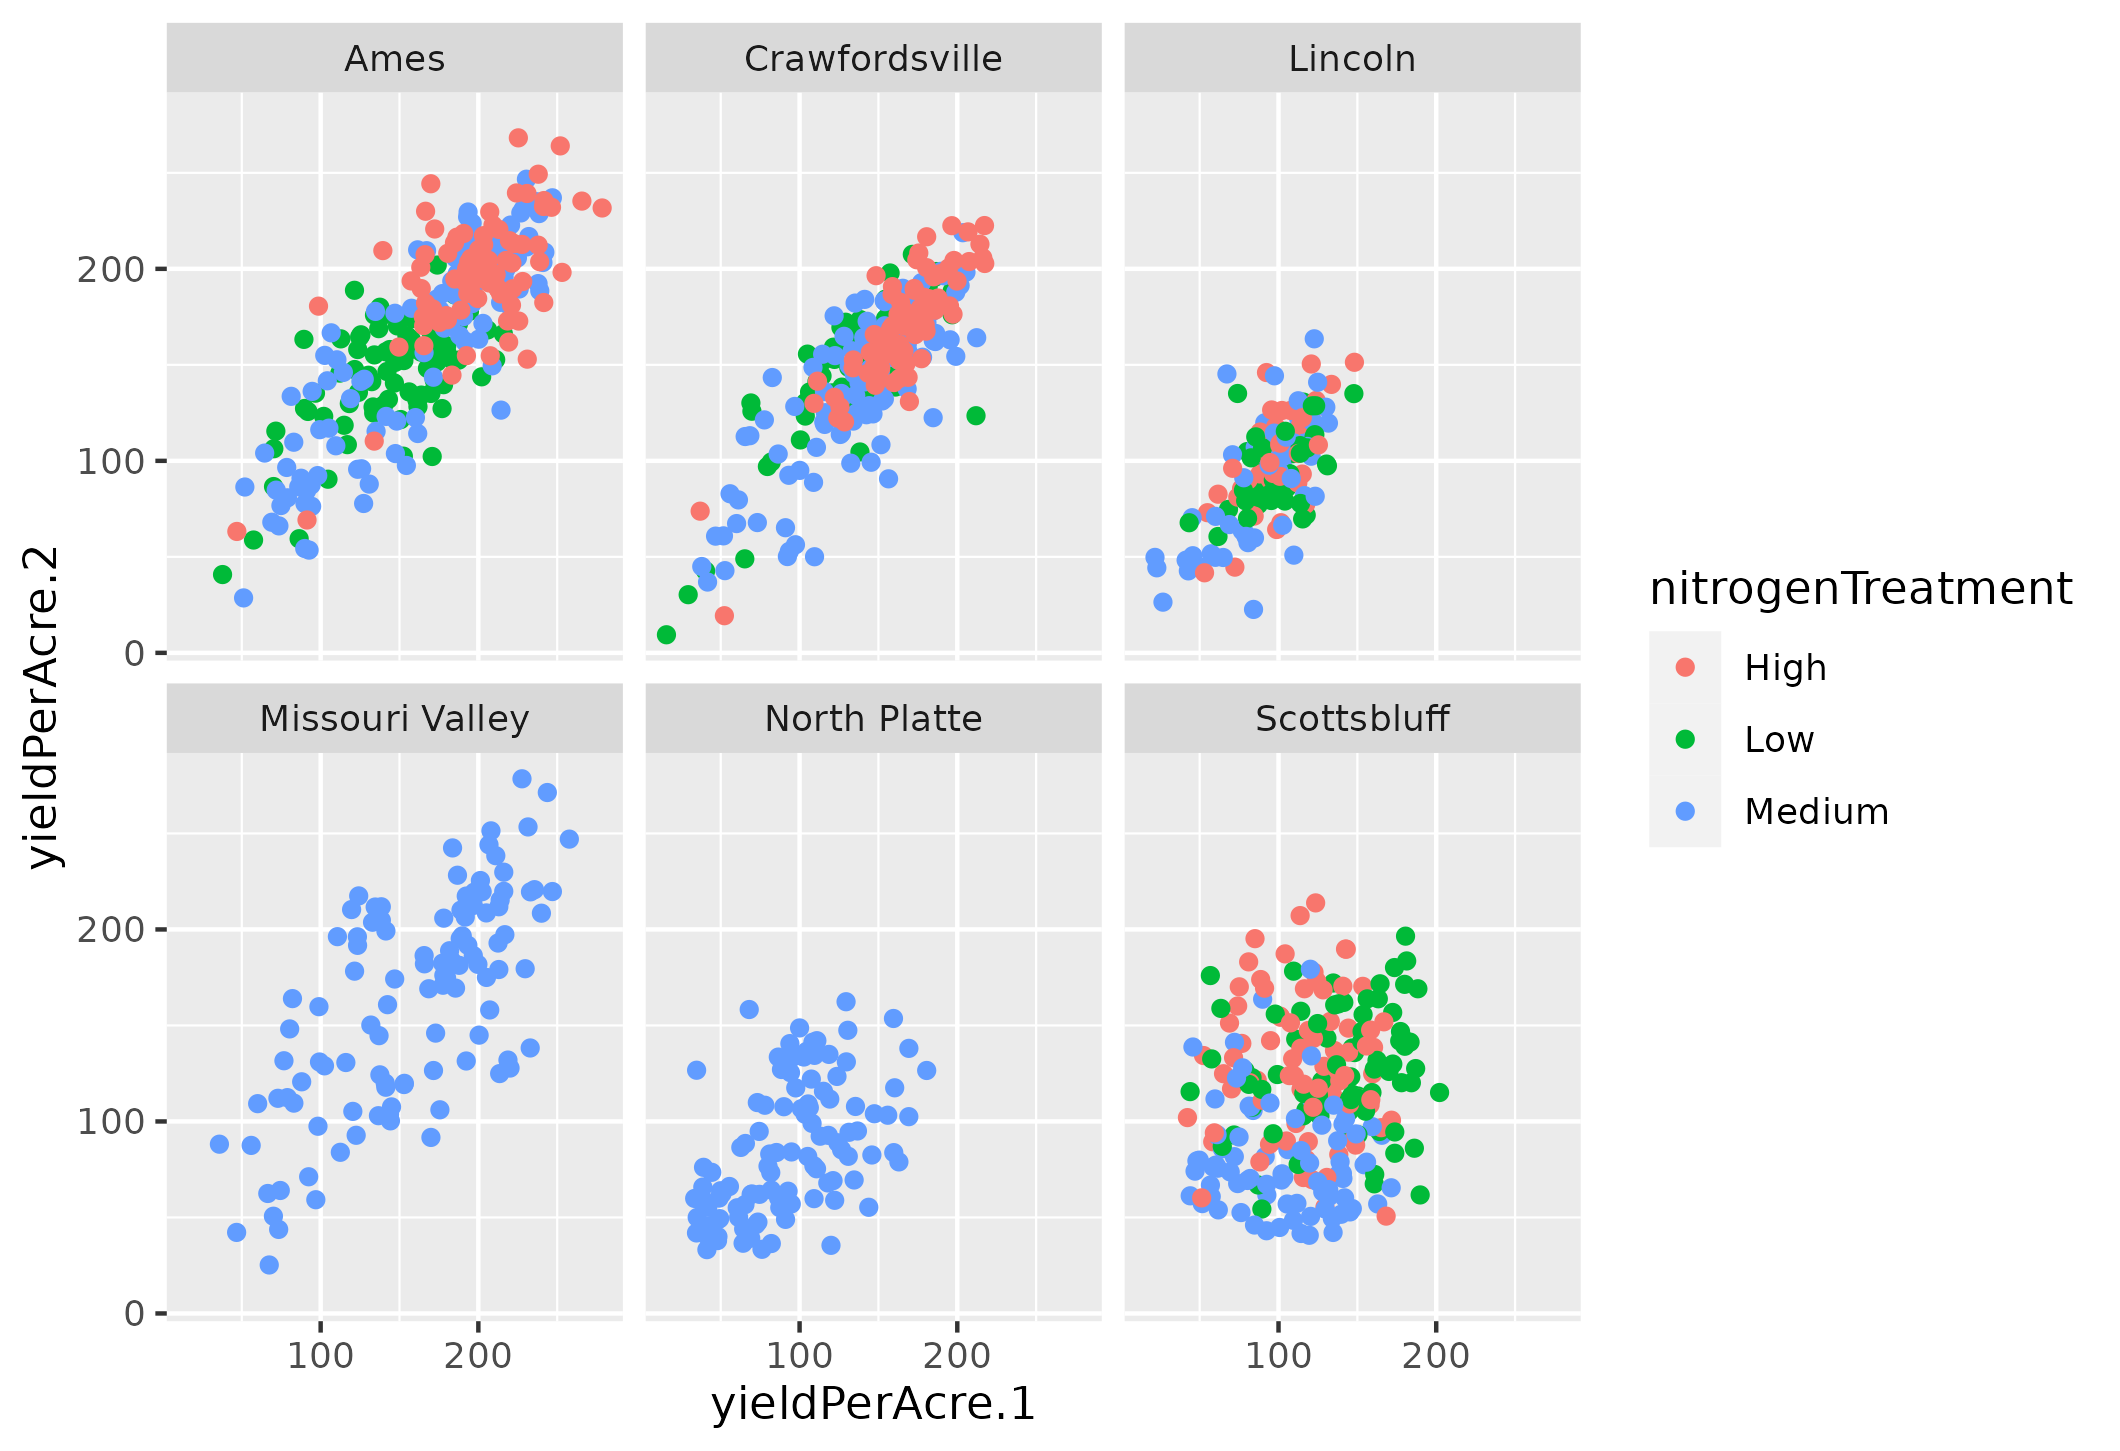 Ames
Crawfordsville
Lincoln
200
100
0
Missouri Valley
North Platte
Scottsbluff
200
100
0
100 200
100 200
100 200
yieldPerAcre.1
yieldPerAcre.2
nitrogenTreatment
High
Low
Medium